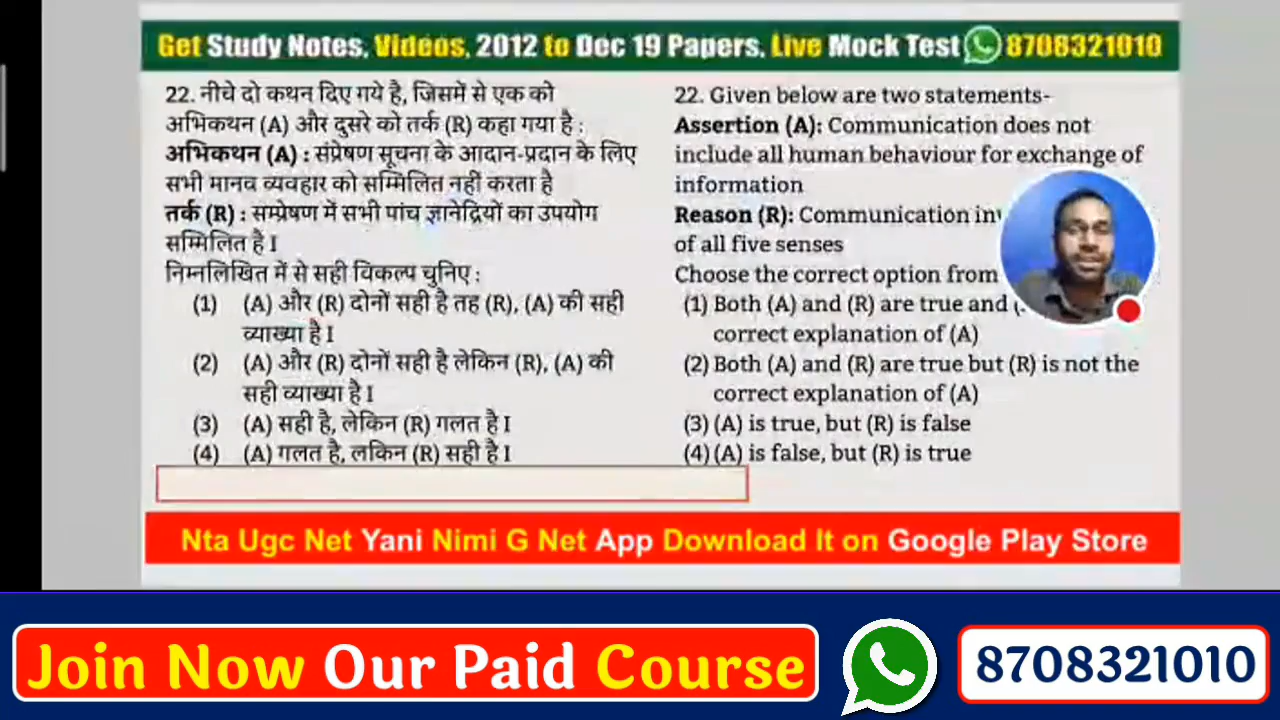 Get Study Notes, Videos, 2012 to Dec 19 Papers, Live Mock Test 8708321010
22. नीचे दो कथन दिए गये है, जिसमें से एक को
अभिकथन (A) और दुसरे को तर्क (R) कहा गया है :
अभिकथन (A) : संप्रेषण सूचना के आदान-प्रदान के लिए
सभी मानव व्यवहार को सम्मिलित नहीं करता है
तर्क (R) : सम्प्रेषण में सभी पांच ज्ञानेद्रियों का उपयोग
सम्मिलित है I
निम्नलिखित में से सही विकल्प चुनिए :
(1) (A) और (R) दोनों सही है तह (R), (A) की सही
व्याख्या है I
(2) (A) और (R) दोनों सही है लेकिन (R), (A) की
सही व्याख्या है I
(3) (A) सही है, लेकिन (R) गलत है I
(4) (A) गलत है, लकिन (R) सही है I
22. Given below are two statements-
Assertion (A): Communication does not
include all human behaviour for exchange of
information
Reason (R): Communication
of all five senses
Choose the correct option from
(1) Both (A) and (R) are true and
correct explanation of (A)
(2) Both (A) and (R) are true but (R) is not the
correct explanation of (A)
(3) (A) is true, but (R) is false
(4) (A) is false, but (R) is true
Nta Ugc Net Yani Nimi G Net App Download It on Google Play Store
Join Now Our Paid Course 8708321010